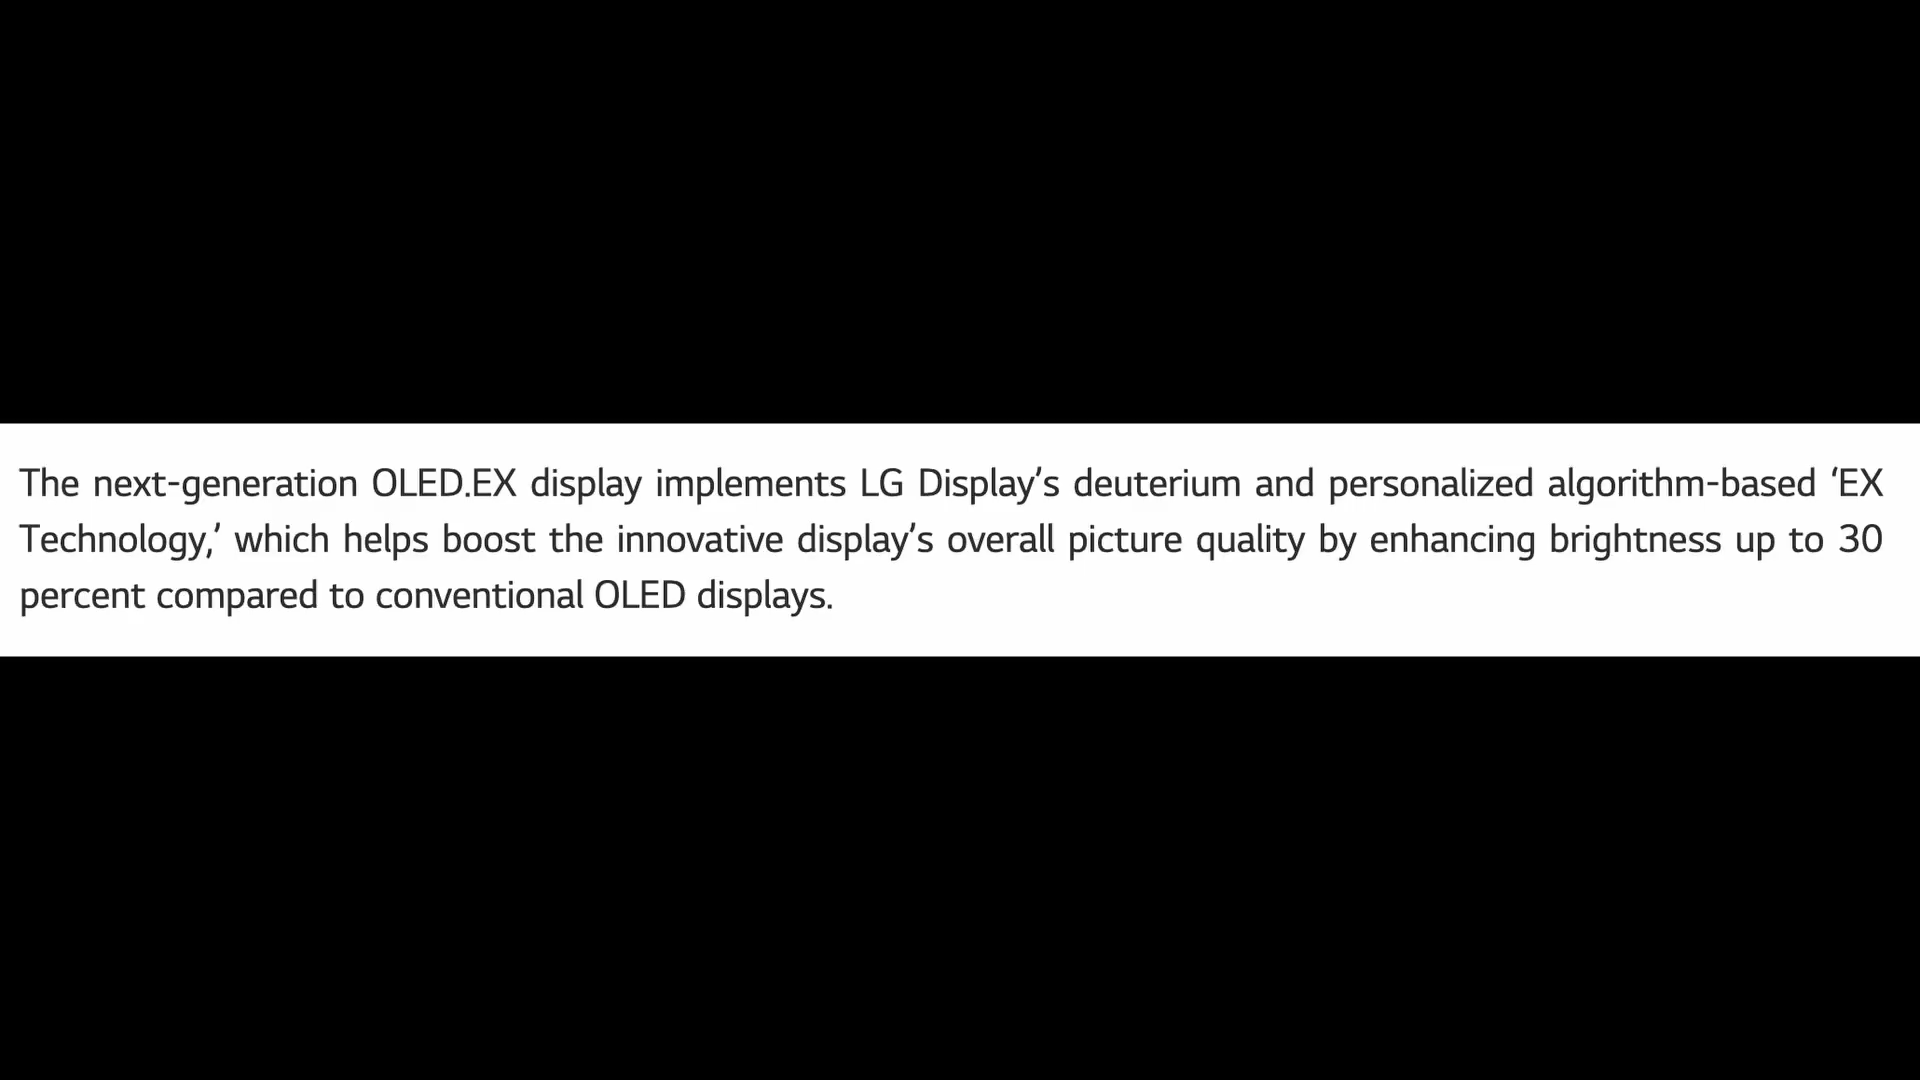 The next-generation OLED.EX display implements LG Display’s deuterium and personalized algorithm-based ‘EX
Technology,’ which helps boost the innovative display’s overall picture quality by enhancing brightness up to 30
percent compared to conventional OLED displays.